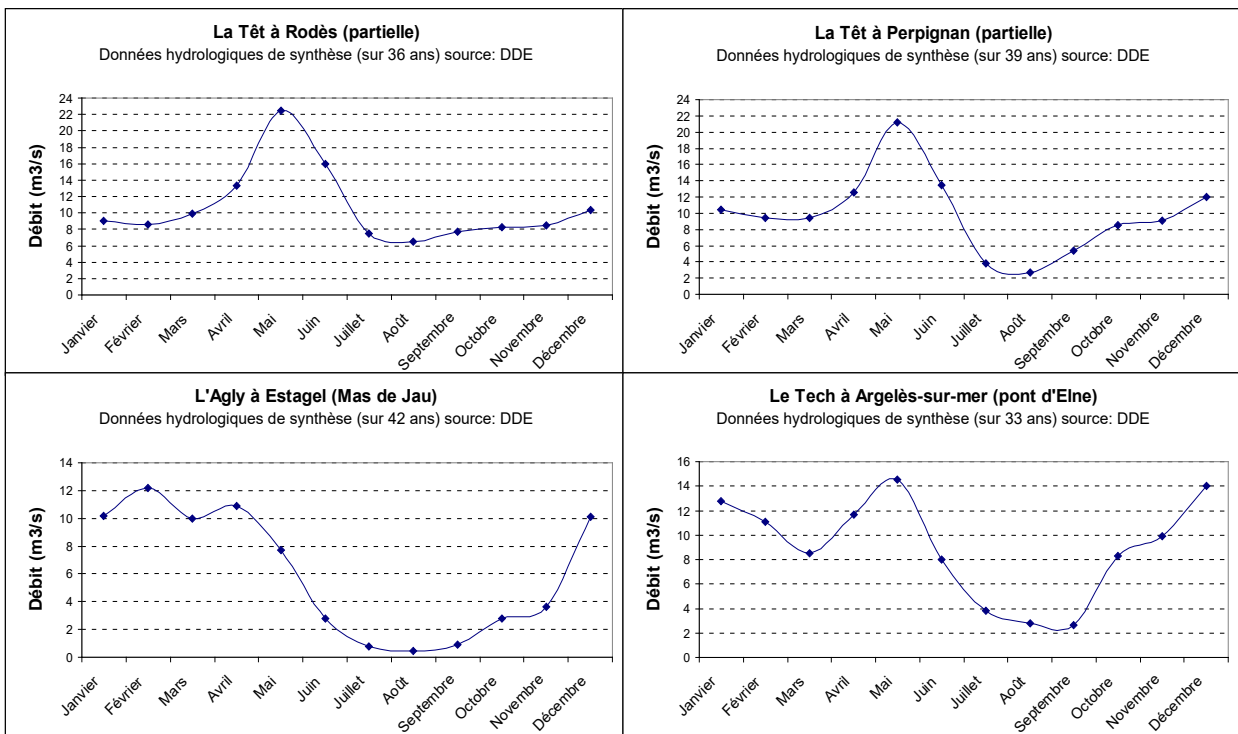 La Têt à Rodès (partielle)
Données hydrologiques de synthèse (sur 36 ans) source: DDE
Débit (m3/s)
24
22
20
18
16
14
12
10
8
6
4
2
0
Janvier
Février
Mars
Avril
Mai
Juin
Juillet
Août
Septembre
Octobre
Novembre
Décembre
La Têt à Perpignan (partielle)
Données hydrologiques de synthèse (sur 39 ans) source: DDE
Débit (m3/s)
24
22
20
18
16
14
12
10
8
6
4
2
0
Janvier
Février
Mars
Avril
Mai
Juin
Juillet
Août
Septembre
Octobre
Novembre
Décembre
L'Agly à Estagel (Mas de Jau)
Données hydrologiques de synthèse (sur 42 ans) source: DDE
Débit (m3/s)
14
12
10
8
6
4
2
0
Janvier
Février
Mars
Avril
Mai
Juin
Juillet
Août
Septembre
Octobre
Novembre
Décembre
Le Tech à Argelès-sur-mer (pont d'Elne)
Données hydrologiques de synthèse (sur 33 ans) source: DDE
Débit (m3/s)
16
14
12
10
8
6
4
2
0
Janvier
Février
Mars
Avril
Mai
Juin
Juillet
Août
Septembre
Octobre
Novembre
Décembre